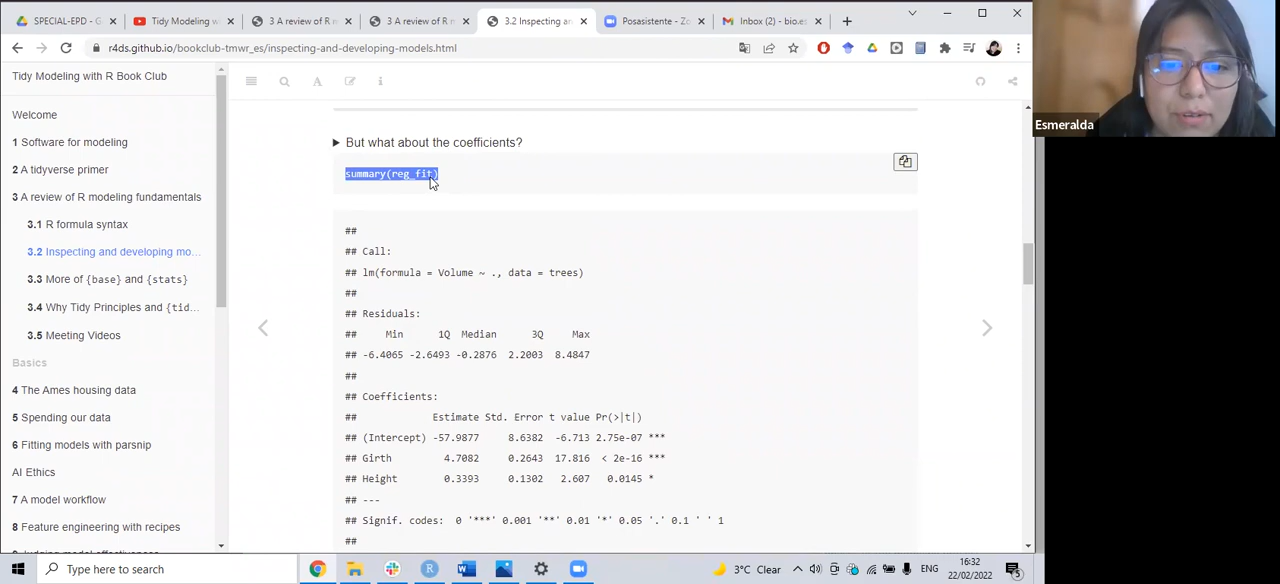 SPECIAL-EPD - G
Tidy Modeling w
3 A review of R m
3 A review of R m
3.2 Inspecting an
Posasistente - Zo
Inbox (2) - bio.es
r4ds.github.io/bookclub-tmwr_es/inspecting-and-developing-models.html
Tidy Modeling with R Book Club
Welcome
1 Software for modeling
2 A tidyverse primer
3 A review of R modeling fundamentals
3.1 R formula syntax
3.2 Inspecting and developing mo...
3.3 More of {base} and {stats}
3.4 Why Tidy Principles and {tid...
3.5 Meeting Videos
Basics
4 The Ames housing data
5 Spending our data
6 Fitting models with parsnip
AI Ethics
7 A model workflow
8 Feature engineering with recipes
9 Judging model effectiveness
But what about the coefficients?
summary(reg_fit)
##
## Call:
## lm(formula = Volume ~ ., data = trees)
##
## Residuals:
##     Min      1Q  Median      3Q     Max
## -6.4065 -2.6493 -0.2876  2.2003  8.4847
##
## Coefficients:
##             Estimate Std. Error t value Pr(>|t|)
## (Intercept) -57.9877     8.6382  -6.713 2.75e-07 ***
## Girth         4.7082     0.2643  17.816  < 2e-16 ***
## Height        0.3393     0.1302   2.607   0.0145 *
## ---
## Signif. codes:  0 '***' 0.001 '**' 0.01 '*' 0.05 '.' 0.1 ' ' 1
##
Esmeralda
Type here to search
3°C Clear
ENG
16:32
22/02/2022
5